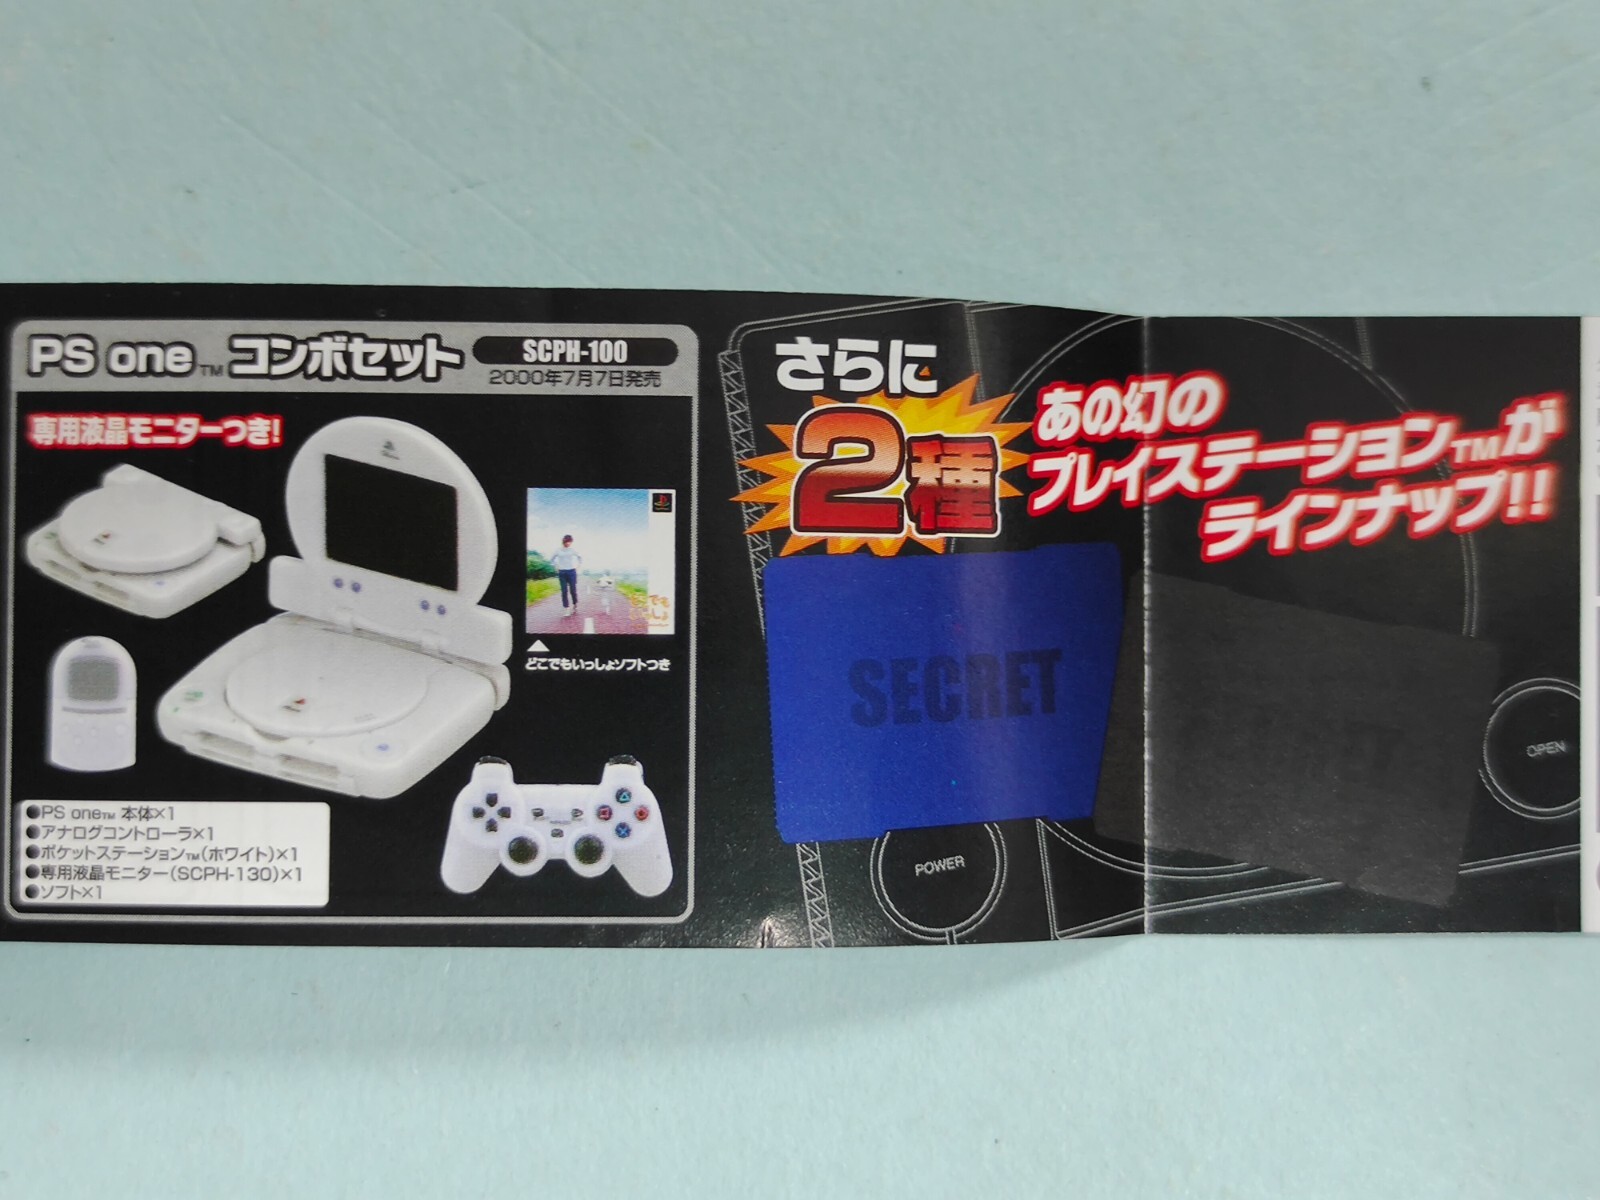 PS one™ コンボセット
SCPH-100
2000年7月7日発売
専用液晶モニターつき!
どこでもいっしょソフトつき
●PS one™ 本体×1
●アナログコントローラ×1
●ポケットステーション™(ホワイト)×1
●専用液晶モニター(SCPH-130)×1
●ソフト×1
さらに
2種
あの幻の
プレイステーション™が
ラインナップ!!
SECRET
SECRET
POWER
OPEN